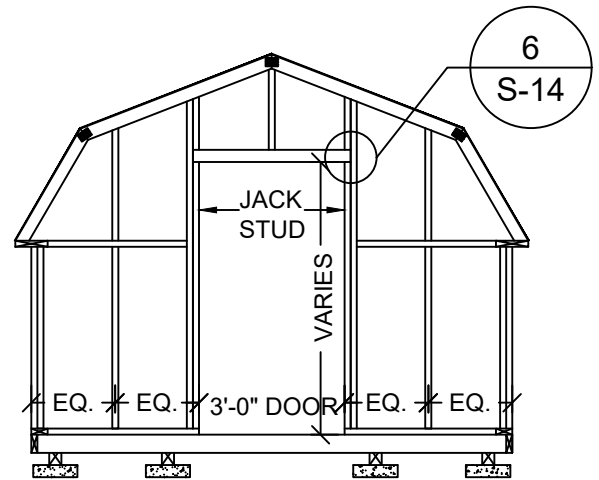 6
S-14
JACK
STUD
VARIES
EQ. EQ. 3'-0" DOOR EQ. EQ.